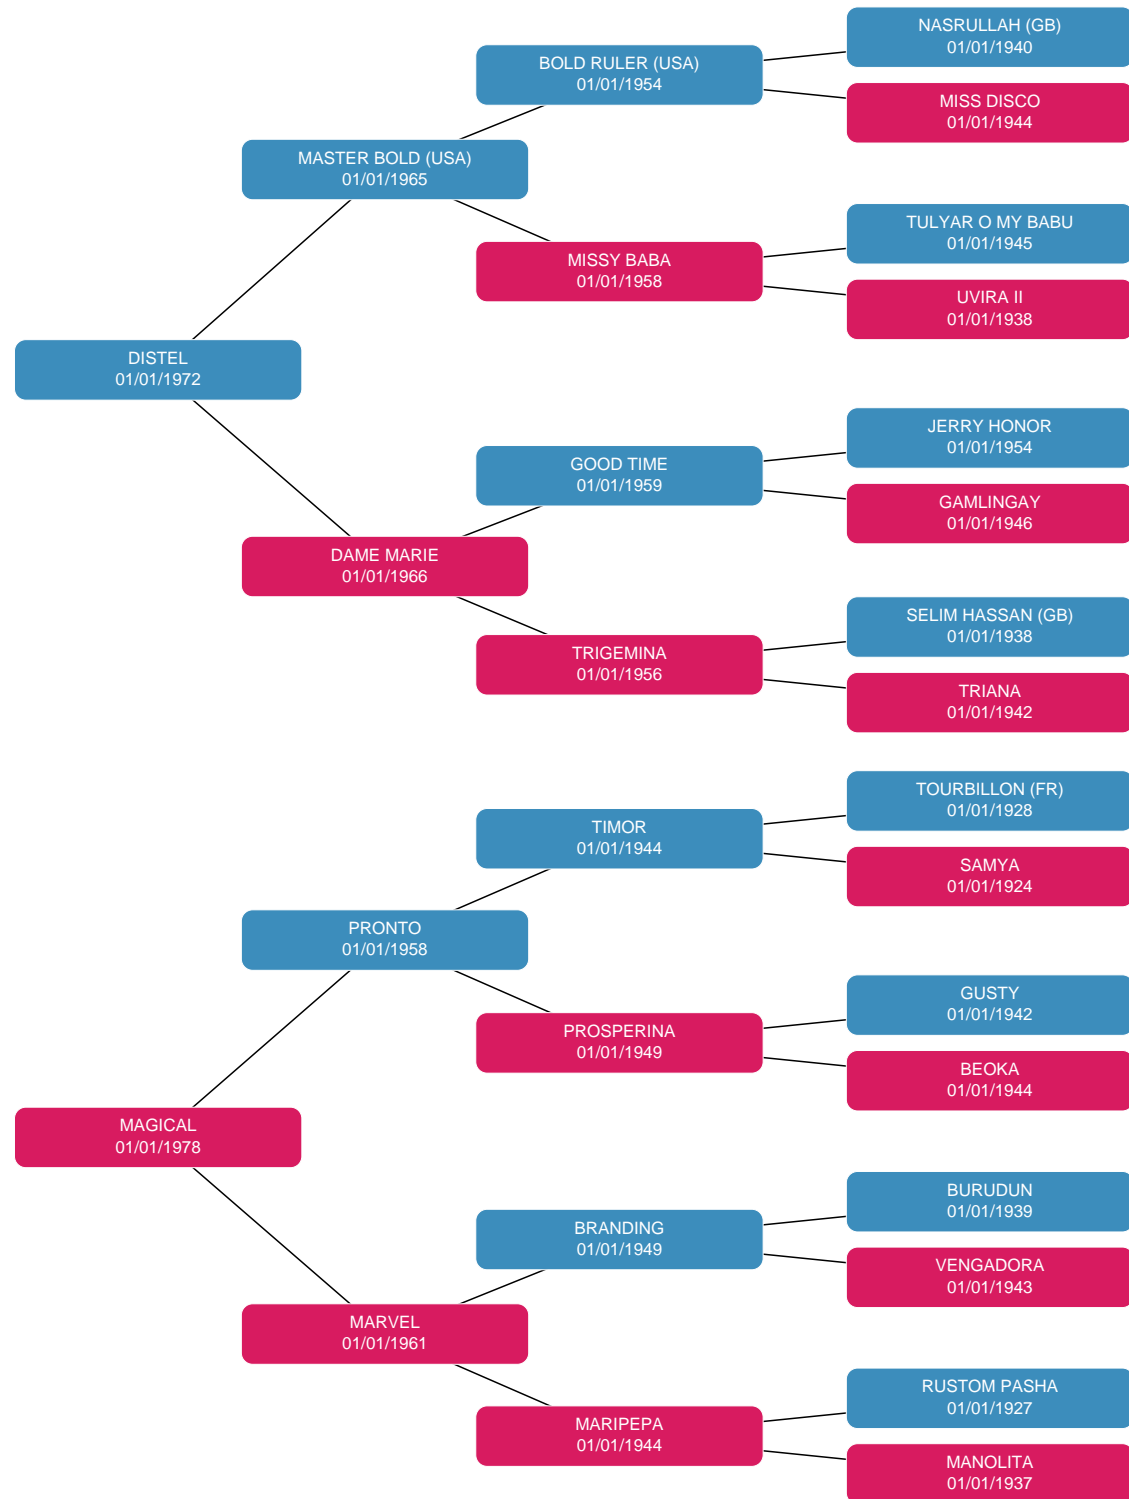 NASRULLAH (GB)
01/01/1940
BOLD RULER (USA)
01/01/1954
MISS DISCO
01/01/1944
MASTER BOLD (USA)
01/01/1965
TULYAR O MY BABU
01/01/1945
MISSY BABA
01/01/1958
UVIRA II
01/01/1938
DISTEL
01/01/1972
JERRY HONOR
01/01/1954
GOOD TIME
01/01/1959
GAMLINGAY
01/01/1946
DAME MARIE
01/01/1966
SELIM HASSAN (GB)
01/01/1938
TRIGEMINA
01/01/1956
TRIANA
01/01/1942
TOURBILLON (FR)
01/01/1928
TIMOR
01/01/1944
SAMYA
01/01/1924
PRONTO
01/01/1958
GUSTY
01/01/1942
PROSPERINA
01/01/1949
BEOKA
01/01/1944
MAGICAL
01/01/1978
BURUDUN
01/01/1939
BRANDING
01/01/1949
VENGADORA
01/01/1943
MARVEL
01/01/1961
RUSTOM PASHA
01/01/1927
MARIPEPA
01/01/1944
MANOLITA
01/01/1937